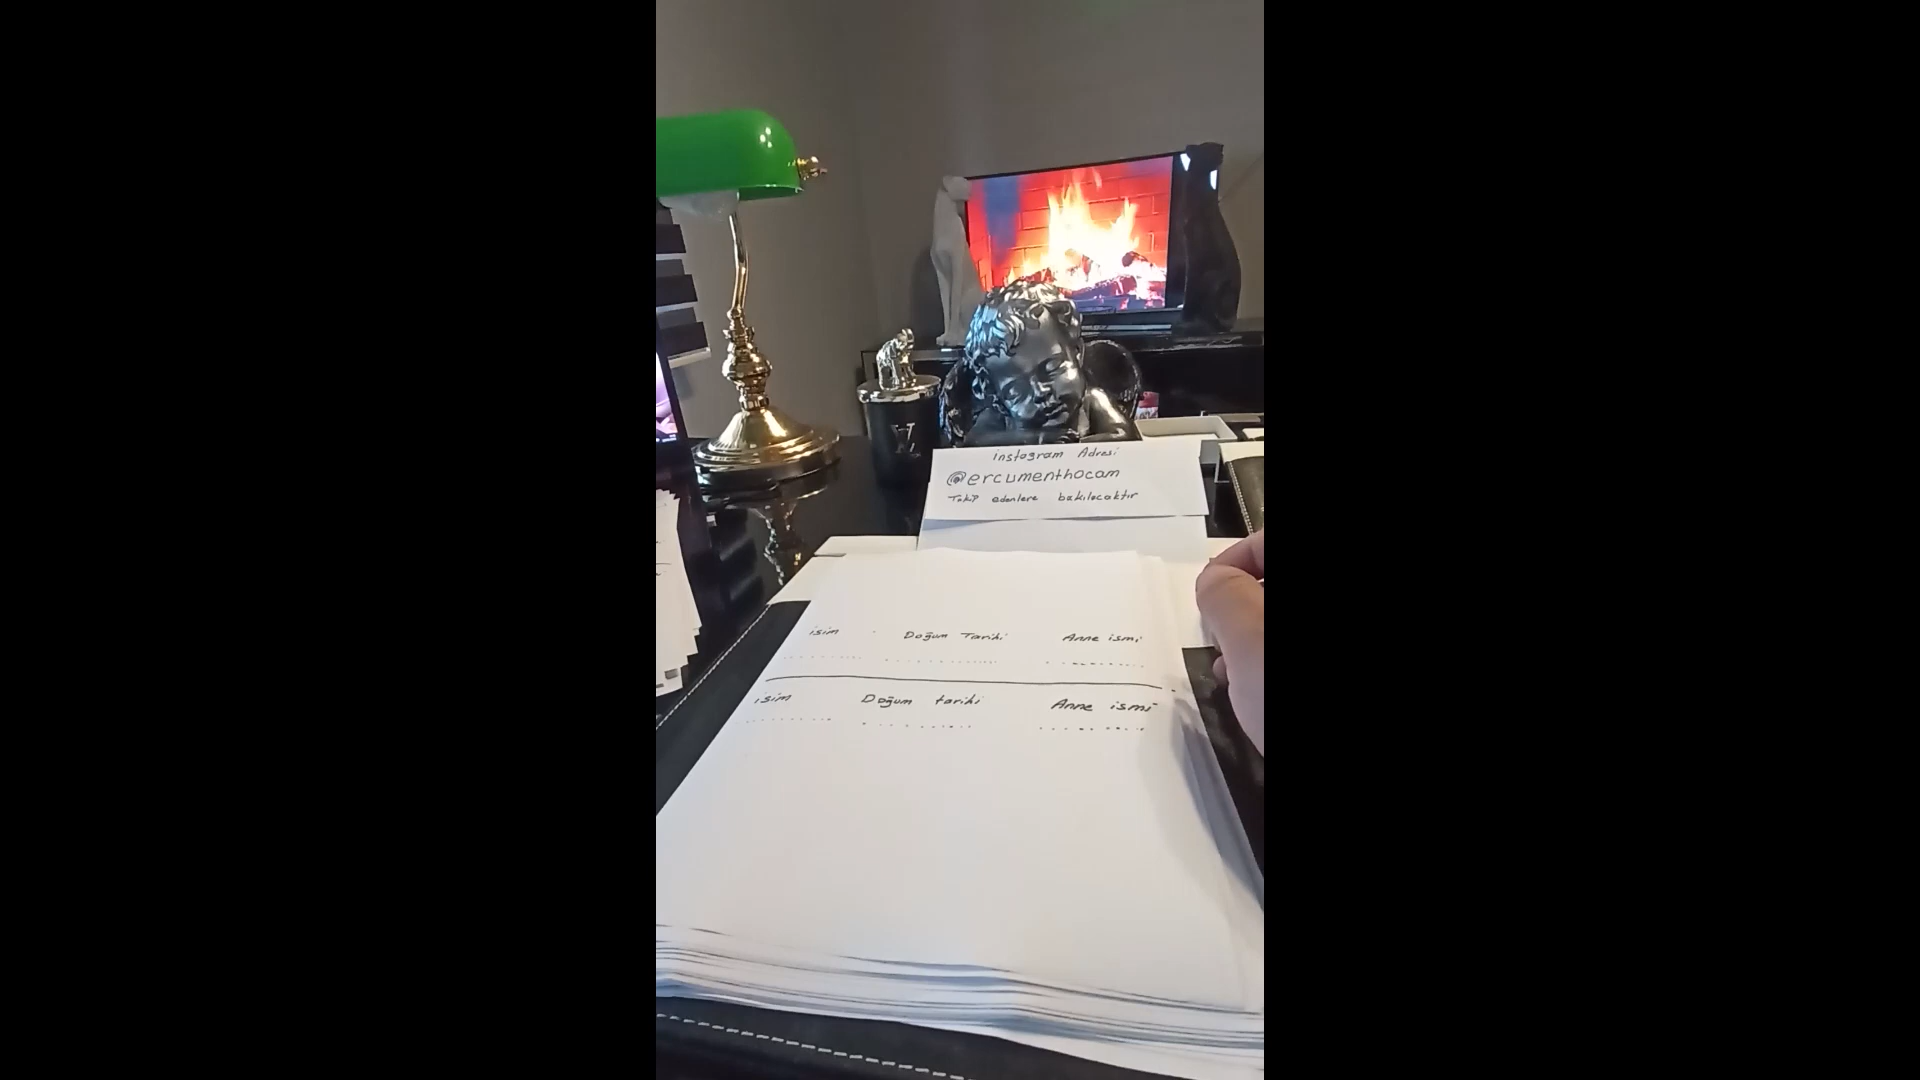 instagram Adresi
@ercumenthocam
Takip edenlere bakılacaktır
isim Doğum Tarihi Anne ismi
isim Doğum tarihi Anne ismi